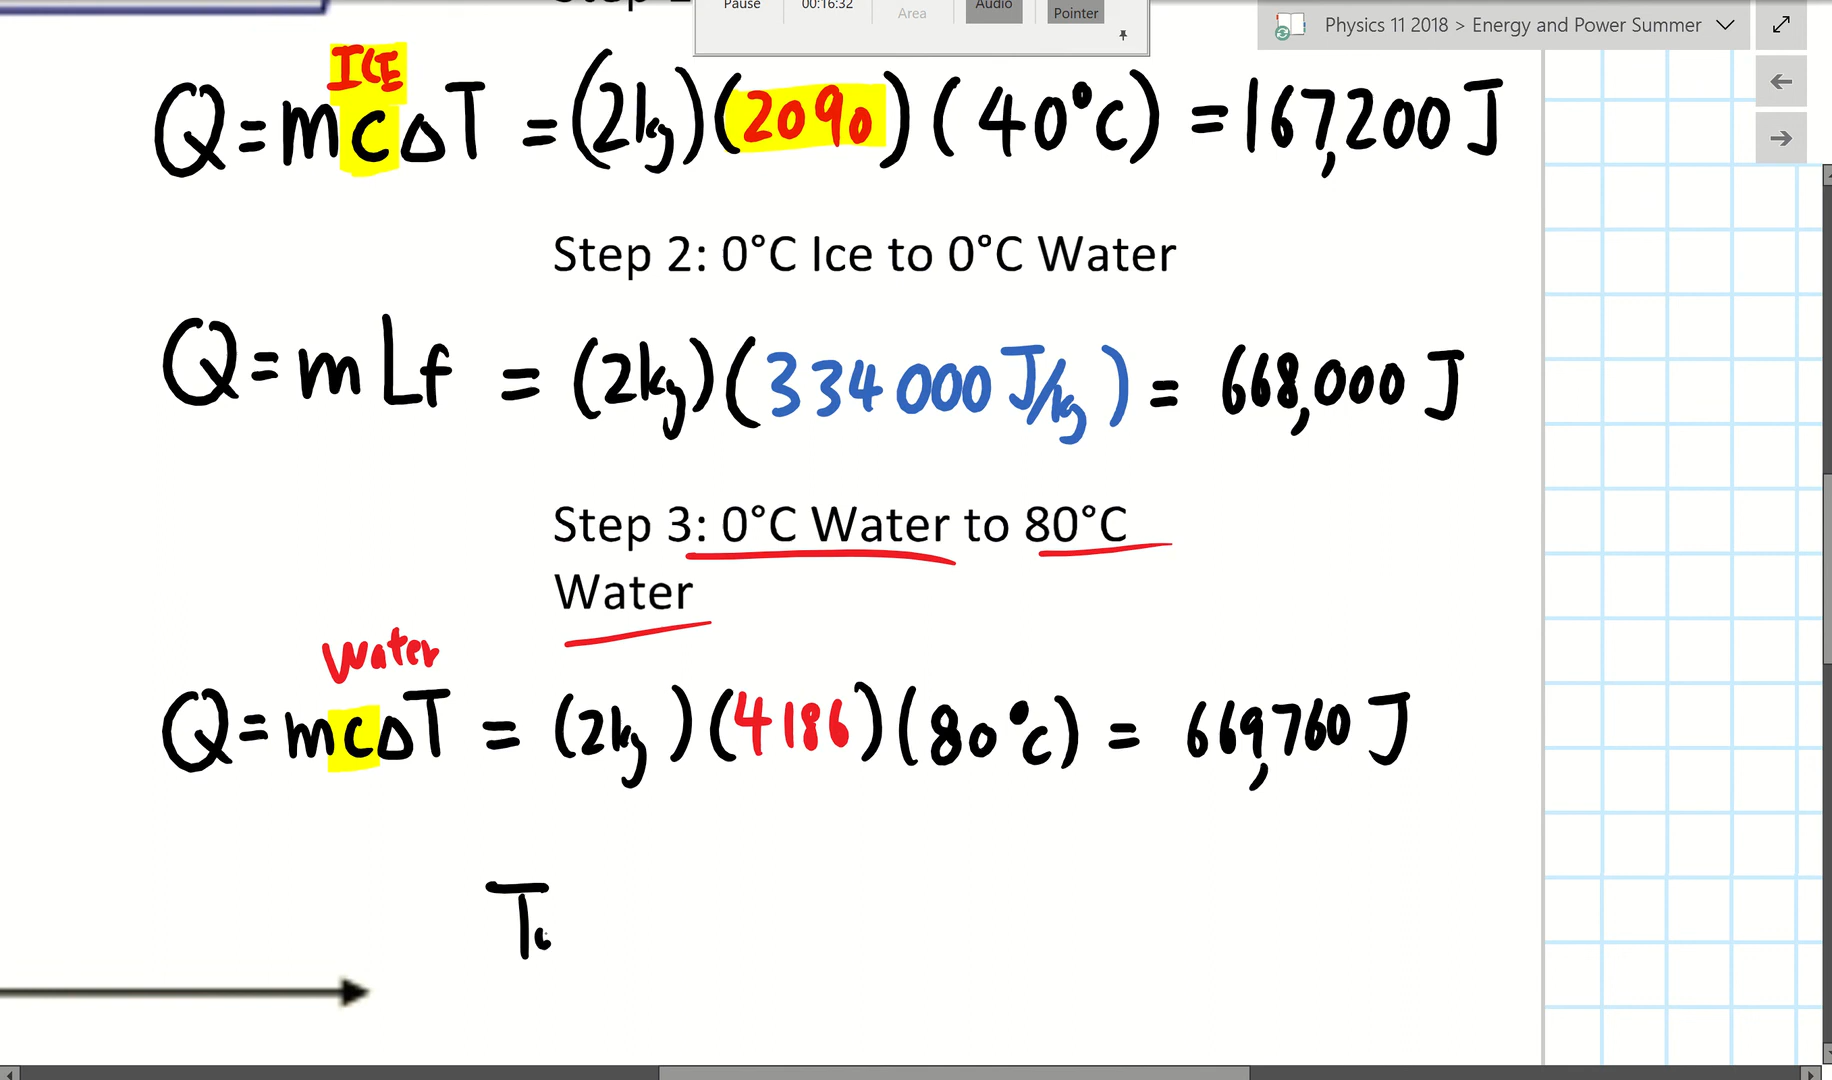 Pause 00:16:32 Area Audio Pointer
Physics 11 2018 > Energy and Power Summer
ICE
Q = mcΔT = (2kg)(2090)(40°C) = 167,200 J
Step 2: 0°C Ice to 0°C Water
Q = mLf = (2kg)(334 000 J/kg) = 668,000 J
Step 3: 0°C Water to 80°C
Water
Water
Q = mcΔT = (2kg)(4186)(80°C) = 669,760 J